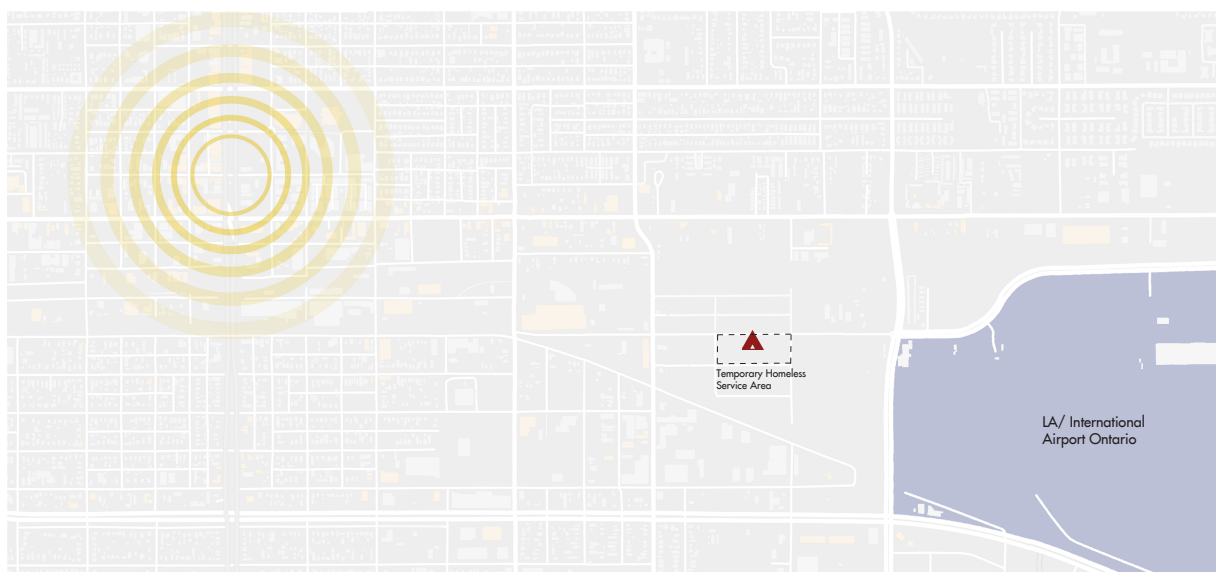 Temporary Homeless
Service Area
LA/ International
Airport Ontario